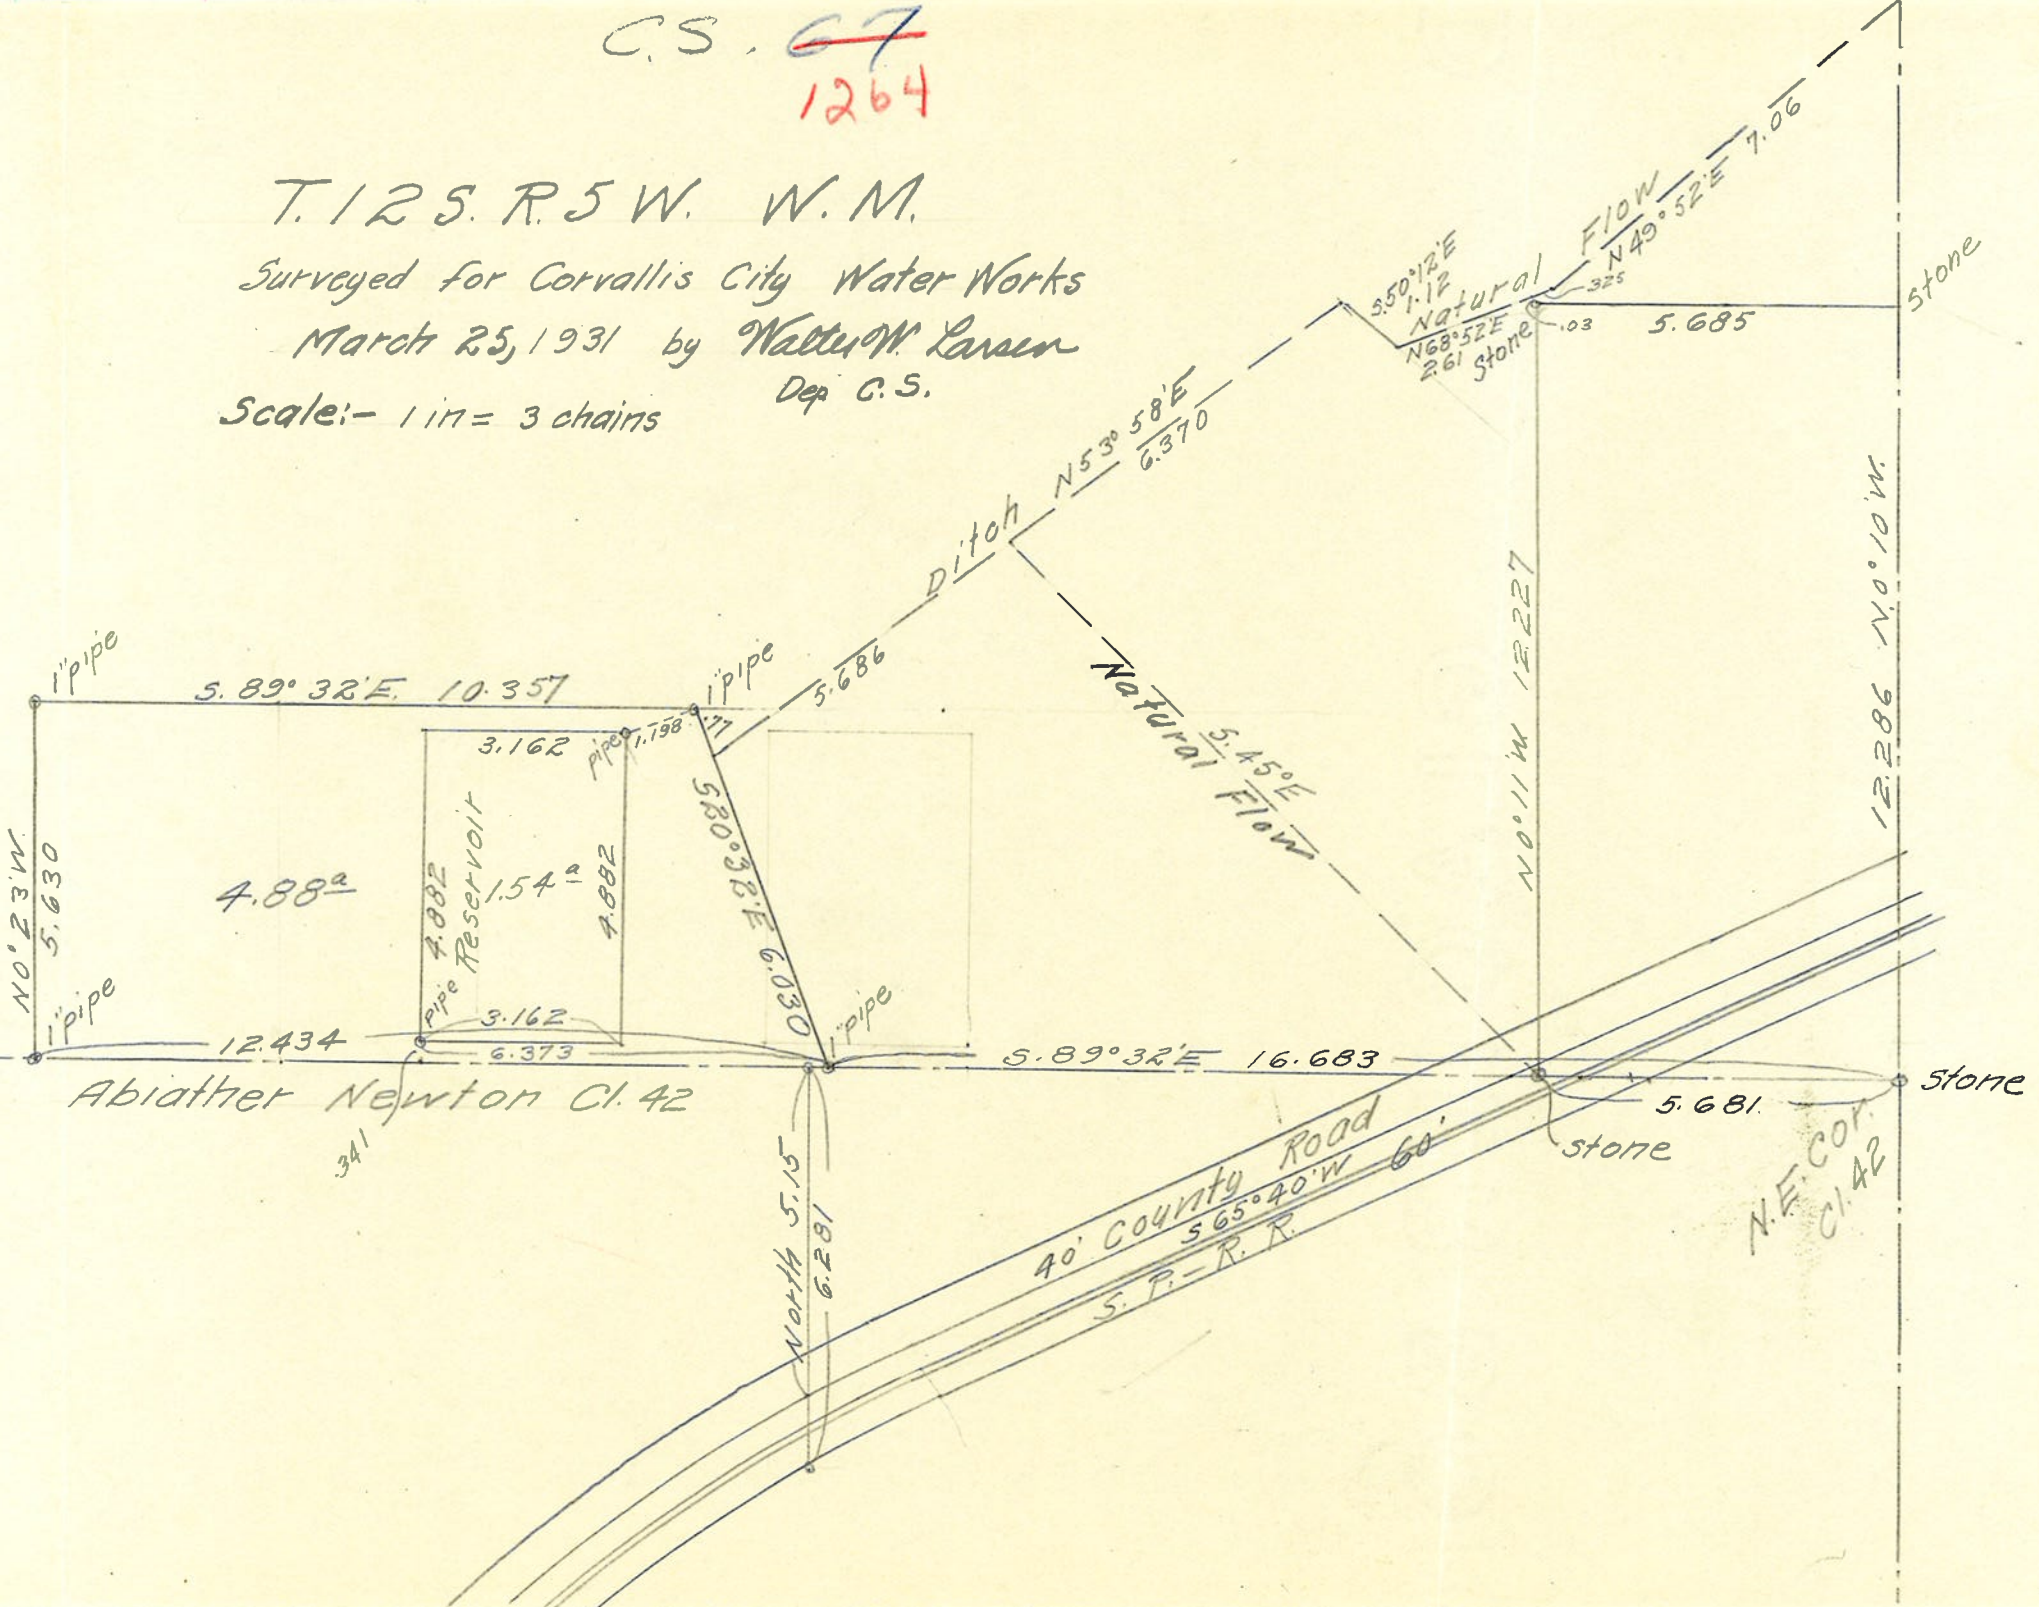 C.S. 67
1264
T.12S. R.5W. W.M.
Surveyed for Corvallis City Water Works
March 25, 1931 by Walter W. Larsen
Dep C.S.
Scale:- 1 in = 3 chains
7.06
Flow
N49°52'E
Natural
S50°12'E
1.12
N68°52'E
2.61
stone
.325
.03
5.685
stone
N53°58'E
6.370
Ditch
5.686
N0°11'W 12.227
12.286 N.0°10'W.
Natural Flow
S.45°E
1"pipe
S.89°32'E. 10.357
1"pipe
3.162
pipe
1.198
.77
N0°23'W.
5.630
4.88a
4.882
Reservoir
1.54a
4.882
S20°32'E 6.030
1"pipe
pipe
3.162
1"pipe
12.434
6.373
S.89°32'E 16.683
stone
5.681
Abiather Newton Cl. 42
.341
stone
N.E. Cor.
Cl. 42
North 5.15
6.281
40' County Road
S65°40'W 60'
S. P. - R. R.